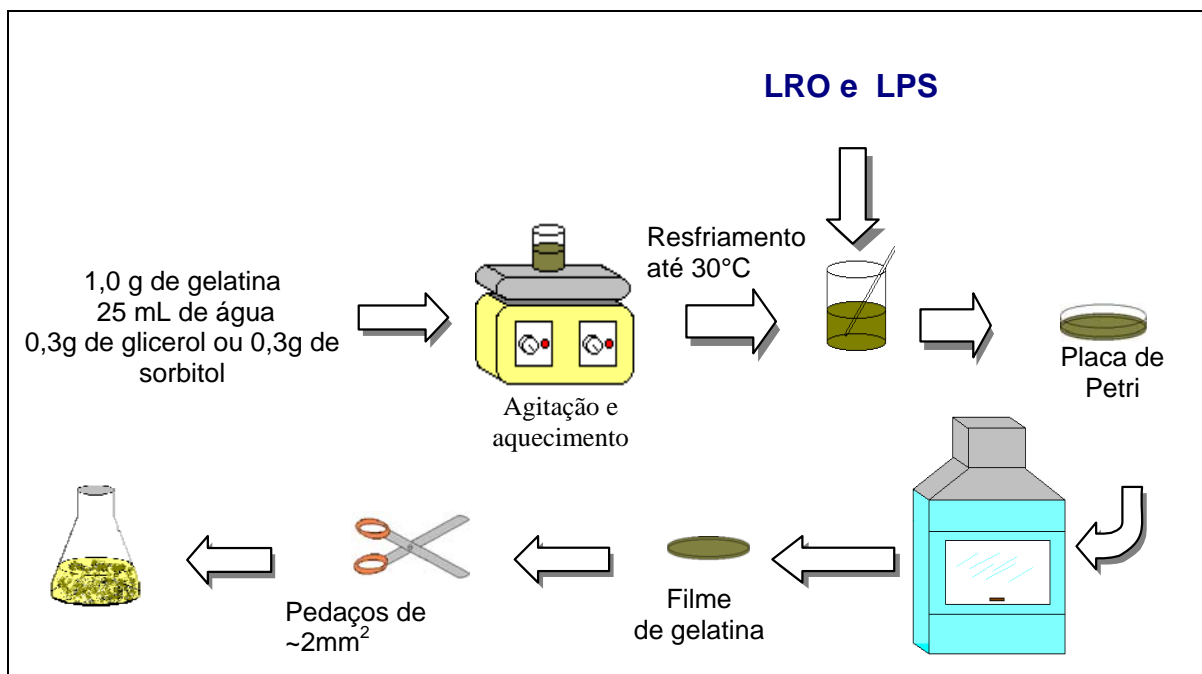 LRO e LPS
1,0 g de gelatina
25 mL de água
0,3g de glicerol ou 0,3g de
sorbitol
Agitação e
aquecimento
Resfriamento
até 30°C
Placa de
Petri
Filme
de gelatina
Pedaços de
~2mm²